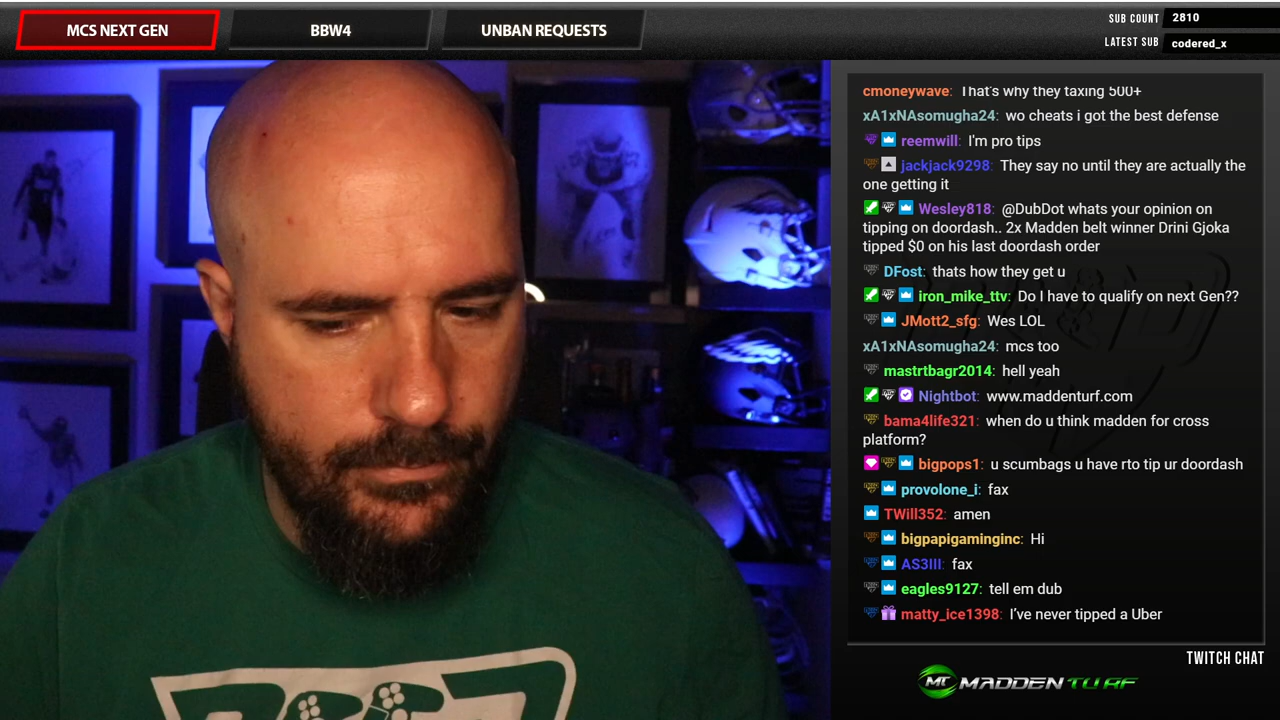 MCS NEXT GEN
BBW4
UNBAN REQUESTS
SUB COUNT 2810
LATEST SUB codered_x
cmoneywave: That's why they taxing 500+
xA1xNAsomugha24: wo cheats i got the best defense
reemwill: I'm pro tips
jackjack9298: They say no until they are actually the
one getting it
Wesley818: @DubDot whats your opinion on
tipping on doordash.. 2x Madden belt winner Drini Gjoka
tipped $0 on his last doordash order
DFost: thats how they get u
iron_mike_ttv: Do I have to qualify on next Gen??
JMott2_sfg: Wes LOL
xA1xNAsomugha24: mcs too
mastrtbagr2014: hell yeah
Nightbot: www.maddenturf.com
bama4life321: when do u think madden for cross
platform?
bigpops1: u scumbags u have rto tip ur doordash
provolone_i: fax
TWill352: amen
bigpapigaminginc: Hi
AS3III: fax
eagles9127: tell em dub
matty_ice1398: I've never tipped a Uber
TWITCH CHAT
MT MADDEN TURF